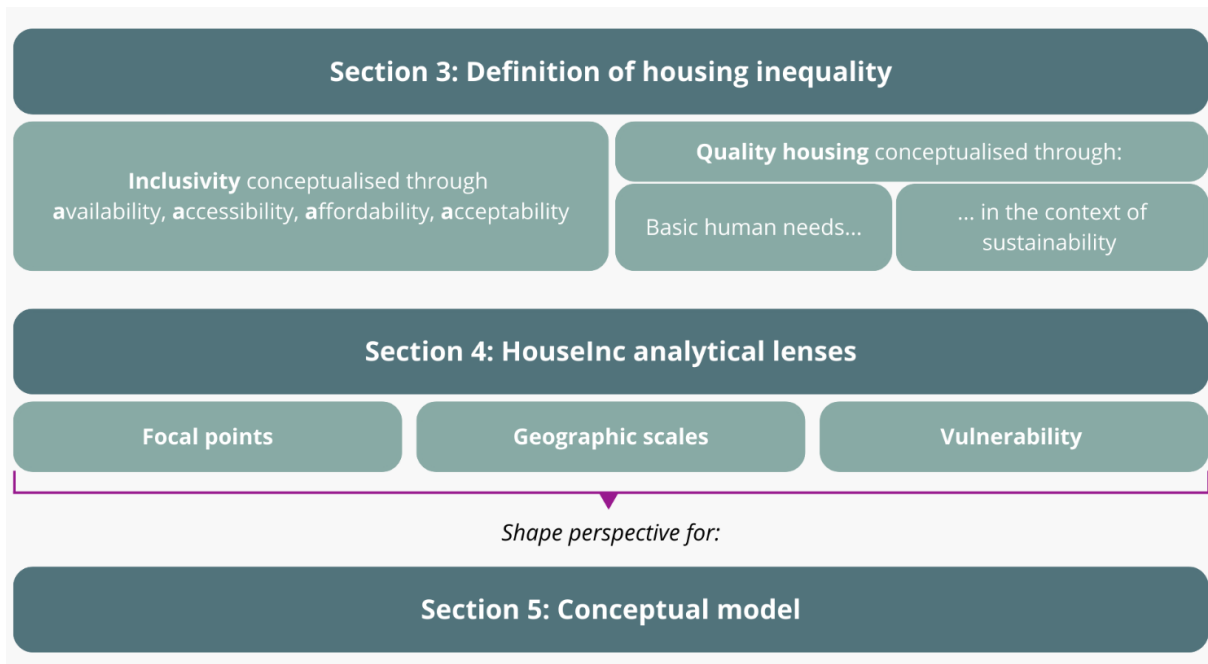 Section 3: Definition of housing inequality
Inclusivity conceptualised through
availability, accessibility, affordability, acceptability
Quality housing conceptualised through:
Basic human needs...
... in the context of
sustainability
Section 4: HouseInc analytical lenses
Focal points
Geographic scales
Vulnerability
Shape perspective for:
Section 5: Conceptual model